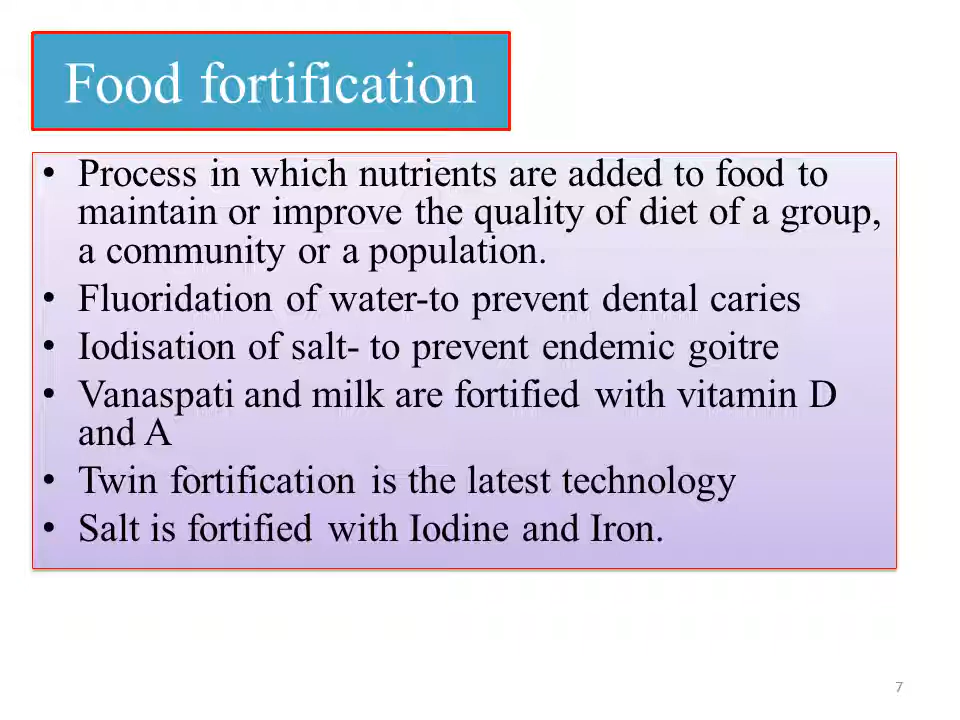 Food fortification
• Process in which nutrients are added to food to
maintain or improve the quality of diet of a group,
a community or a population.
• Fluoridation of water-to prevent dental caries
• Iodisation of salt- to prevent endemic goitre
• Vanaspati and milk are fortified with vitamin D
and A
• Twin fortification is the latest technology
• Salt is fortified with Iodine and Iron.
7